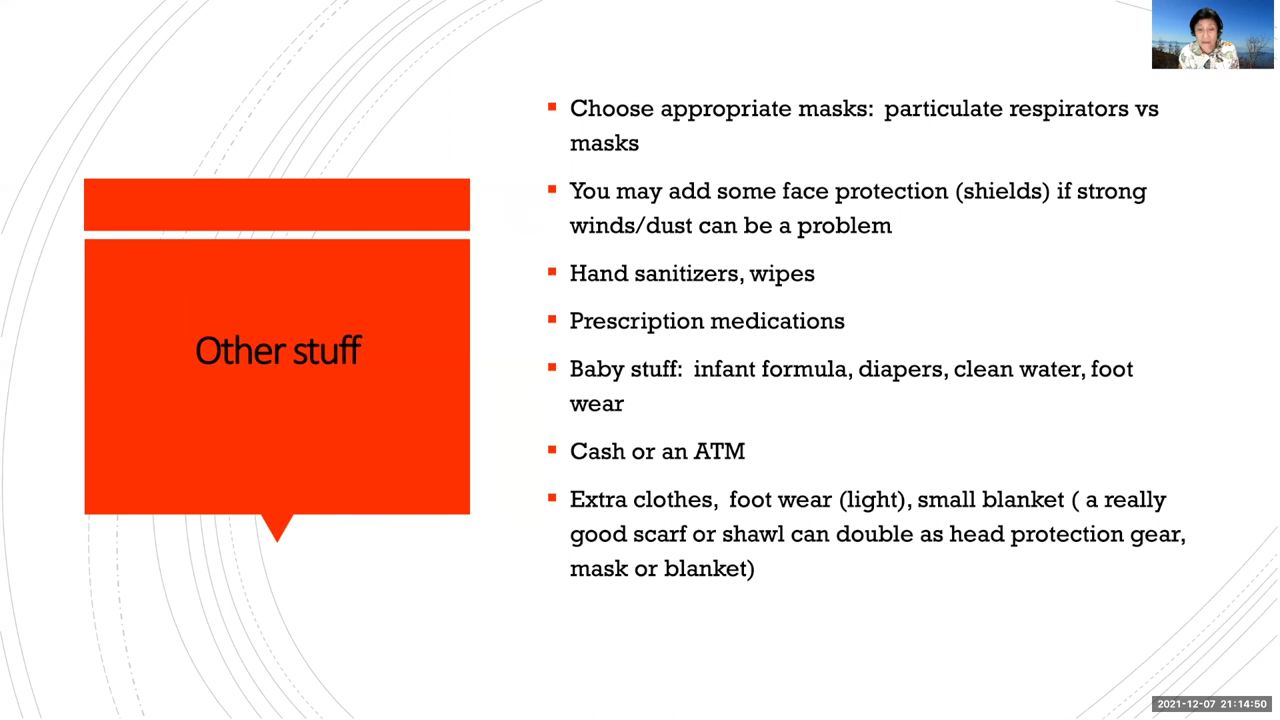 Other stuff
Choose appropriate masks:  particulate respirators vs
masks
You may add some face protection (shields) if strong
winds/dust can be a problem
Hand sanitizers, wipes
Prescription medications
Baby stuff:  infant formula, diapers, clean water, foot
wear
Cash or an ATM
Extra clothes,  foot wear (light), small blanket ( a really
good scarf or shawl can double as head protection gear,
mask or blanket)
2021-12-07 21:14:50